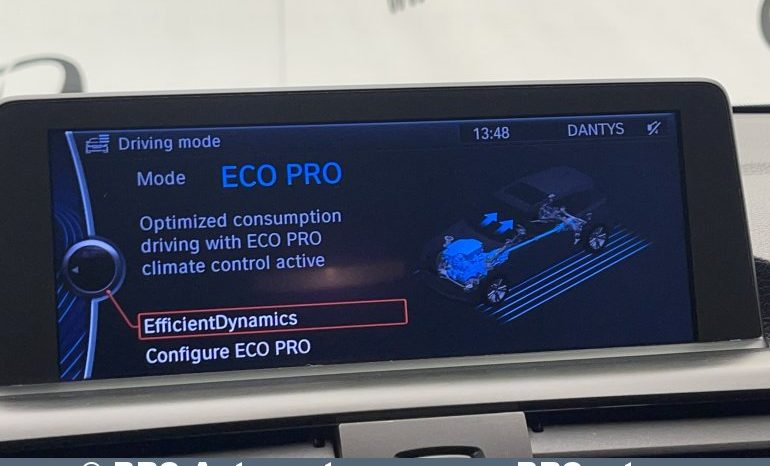 Driving mode
13:48
DANTYS
Mode ECO PRO
Optimized consumption
driving with ECO PRO
climate control active
EfficientDynamics
Configure ECO PRO